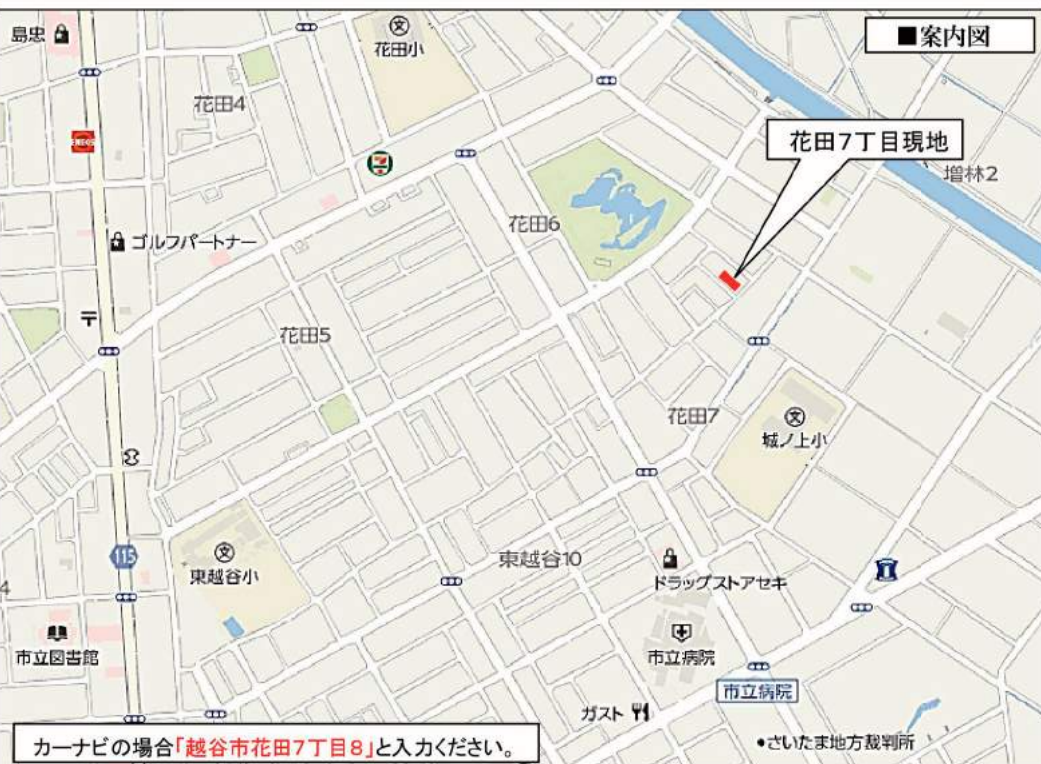 島忠
花田小
■案内図
花田4
花田7丁目現地
増林2
花田6
ゴルフパートナー
花田5
花田7
城ノ上小
東越谷10
東越谷小
115
ドラッグストアセキ
4
市立図書館
市立病院
市立病院
ガスト
さいたま地方裁判所
カーナビの場合「越谷市花田7丁目8」と入力ください。
ENEOS
7